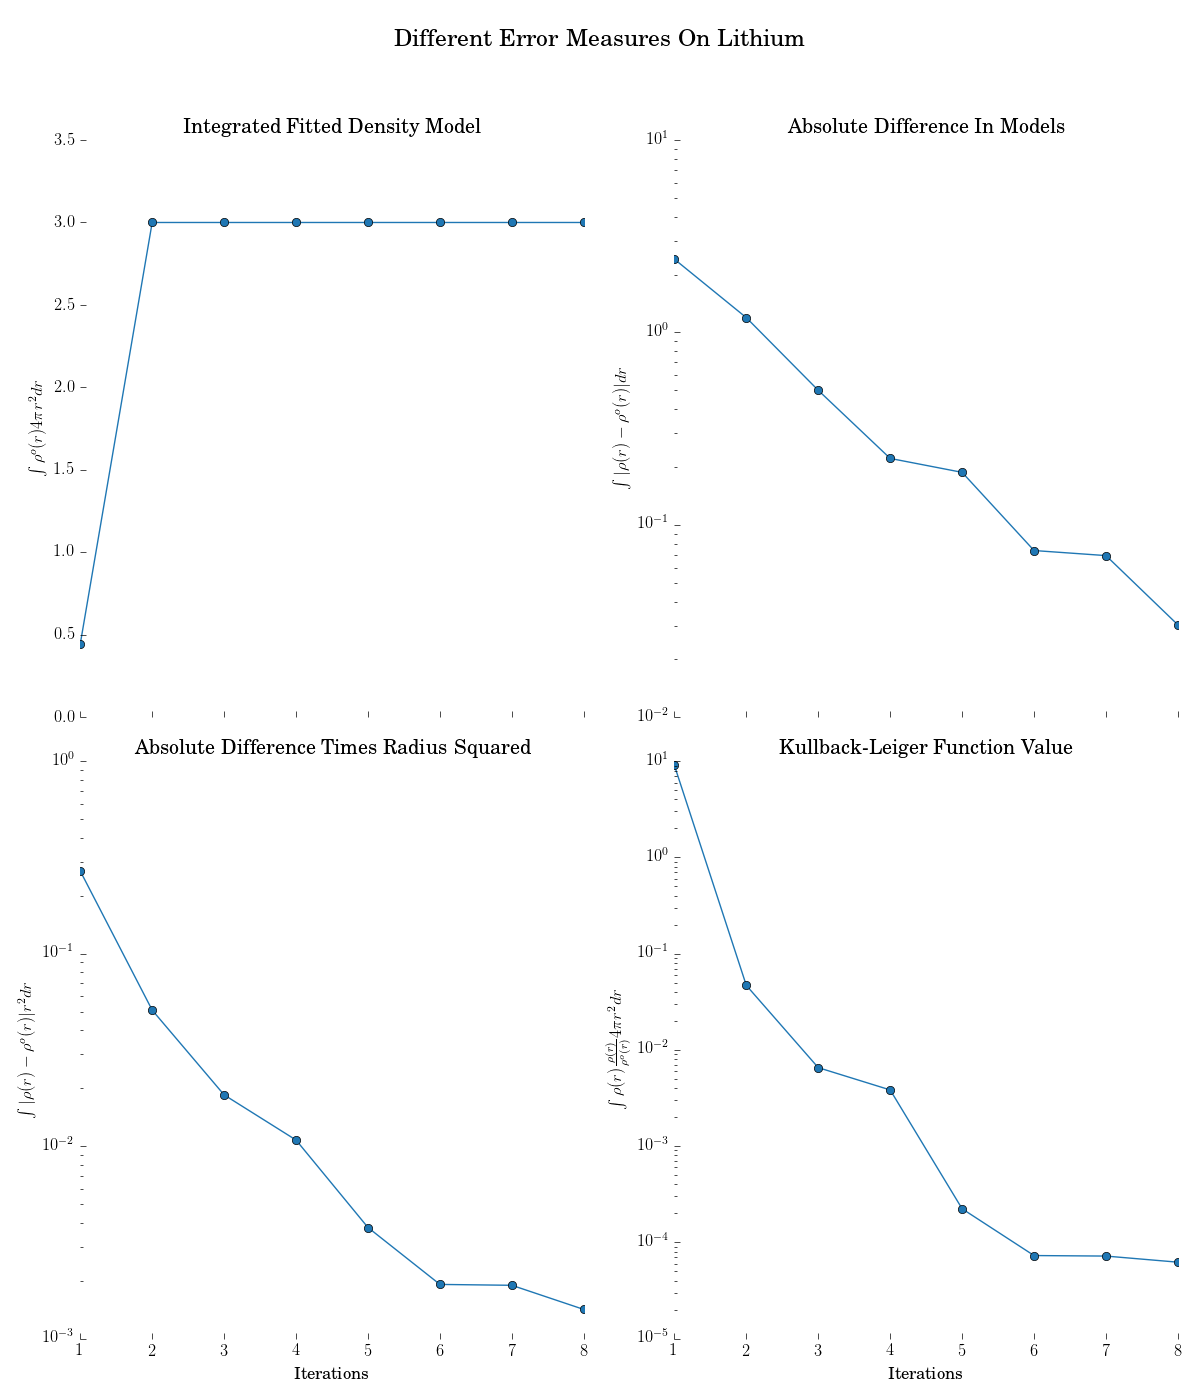 Different Error Measures On Lithium
Integrated Fitted Density Model
3.5
3.0
2.5
2.0
1.5
1.0
0.5
0.0
∫ ρ^o(r)4πr^2dr
Absolute Difference In Models
10^1
10^0
10^−1
10^−2
∫ |ρ(r) − ρ^o(r)|dr
Absolute Difference Times Radius Squared
10^0
10^−1
10^−2
10^−3
∫ |ρ(r) − ρ^o(r)|r^2dr
1 2 3 4 5 6 7 8
Iterations
Kullback-Leiger Function Value
10^1
10^0
10^−1
10^−2
10^−3
10^−4
10^−5
∫ ρ(r) ρ(r)/ρ^o(r) 4πr^2dr
1 2 3 4 5 6 7 8
Iterations